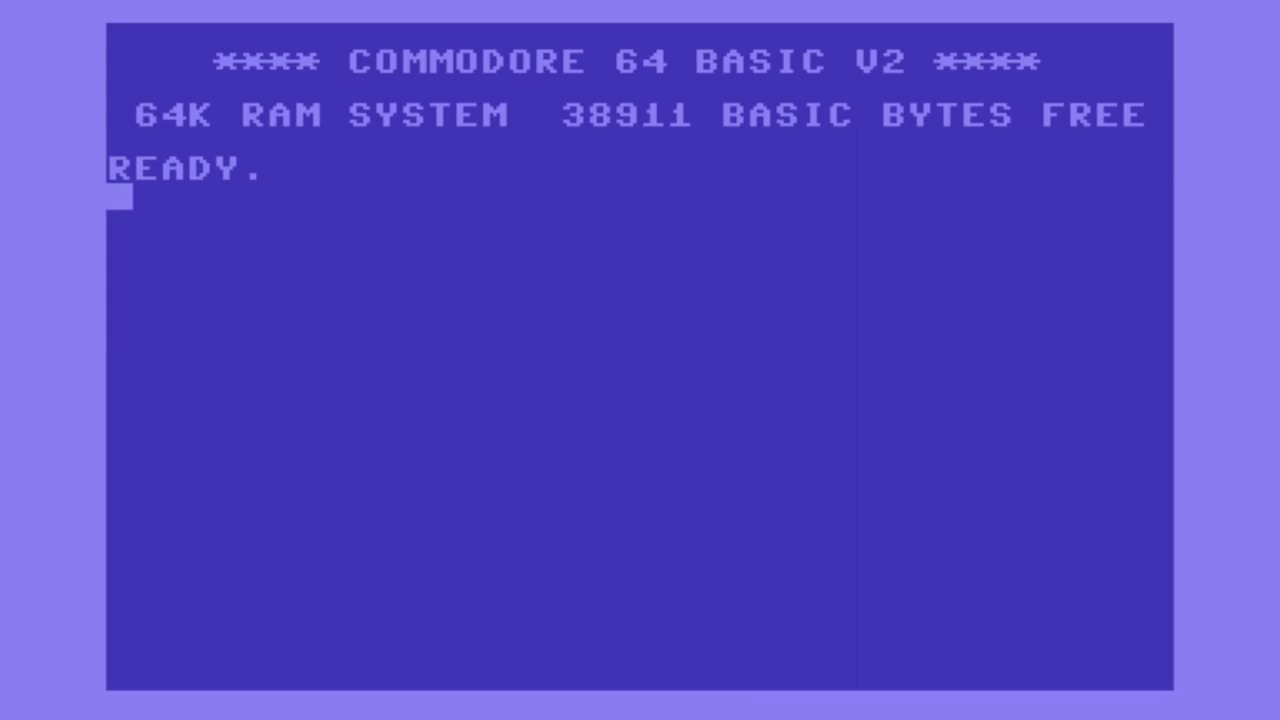 **** COMMODORE 64 BASIC V2 ****
64K RAM SYSTEM  38911 BASIC BYTES FREE
READY.